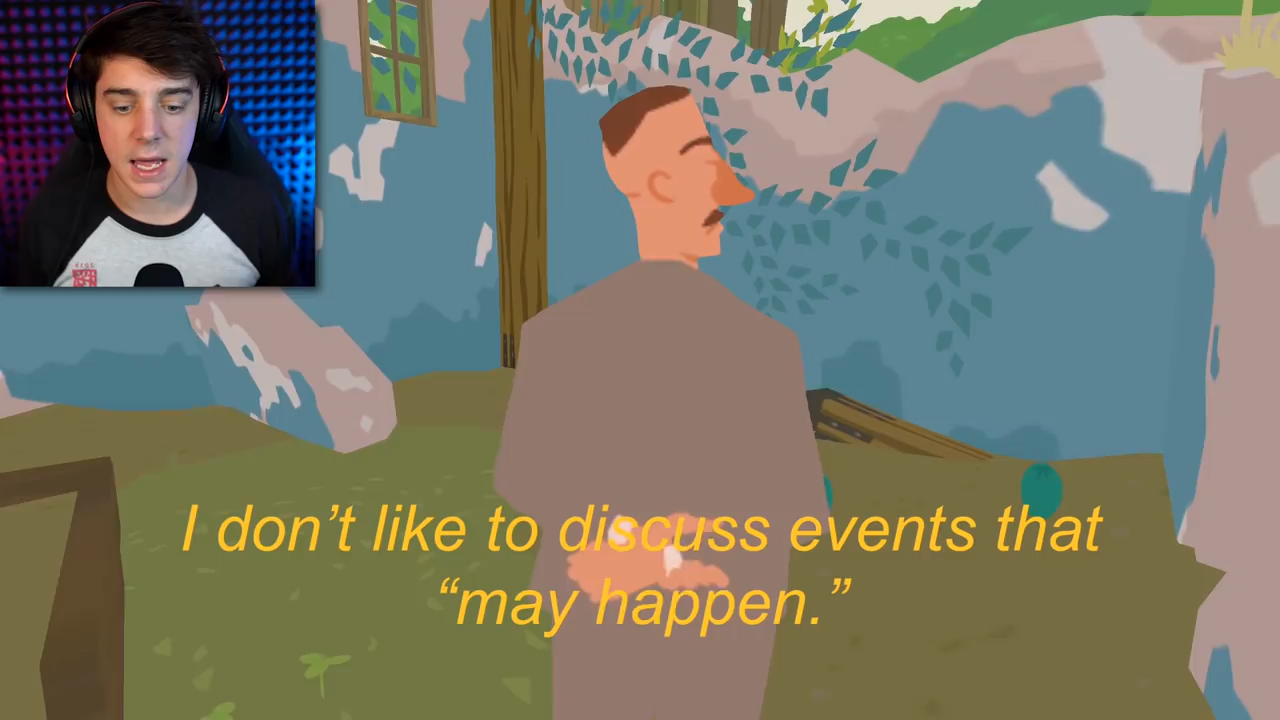 I don’t like to discuss events that
“may happen.”